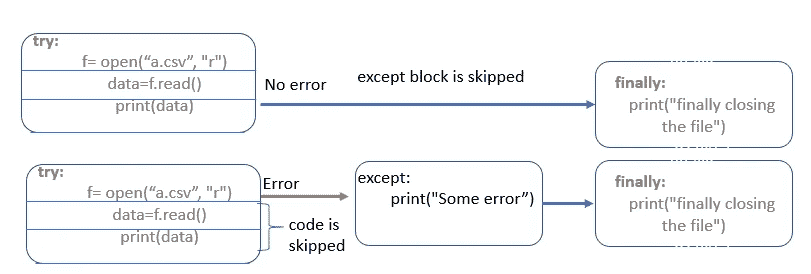 try:
f= open(“a.csv”, "r")
data=f.read()
print(data)
No error
except block is skipped
finally:
print("finally closing
the file")
try:
f= open(“a.csv”, "r")
data=f.read()
print(data)
Error
code is
skipped
except:
print("Some error”)
finally:
print("finally closing
the file")